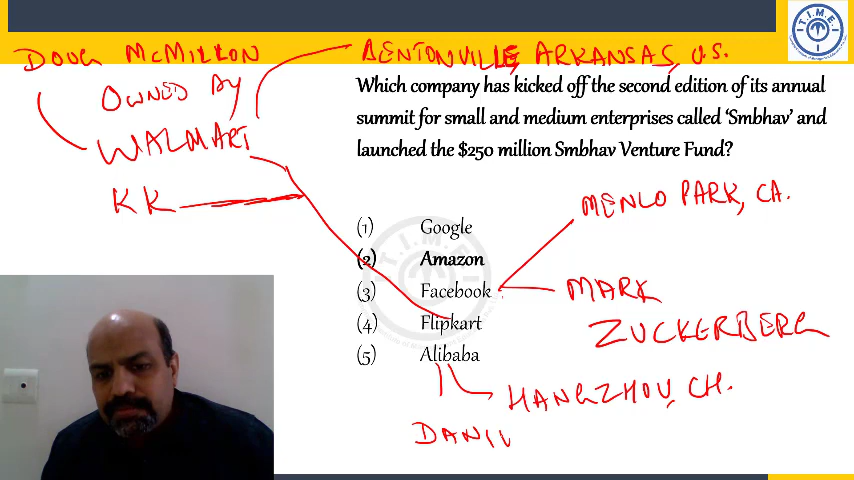 T.I.M.E.
DOUG MCMILLON
BENTONVILLE, ARKANSAS, U.S.
OWNED BY
WALMART
KK
Which company has kicked off the second edition of its annual
summit for small and medium enterprises called ‘Smbhav’ and
launched the $250 million Smbhav Venture Fund?
MENLO PARK, CA.
(1) Google
(2) Amazon
(3) Facebook
MARK
ZUCKERBERG
(4) Flipkart
(5) Alibaba
HANGZHOU, CH.
DANI